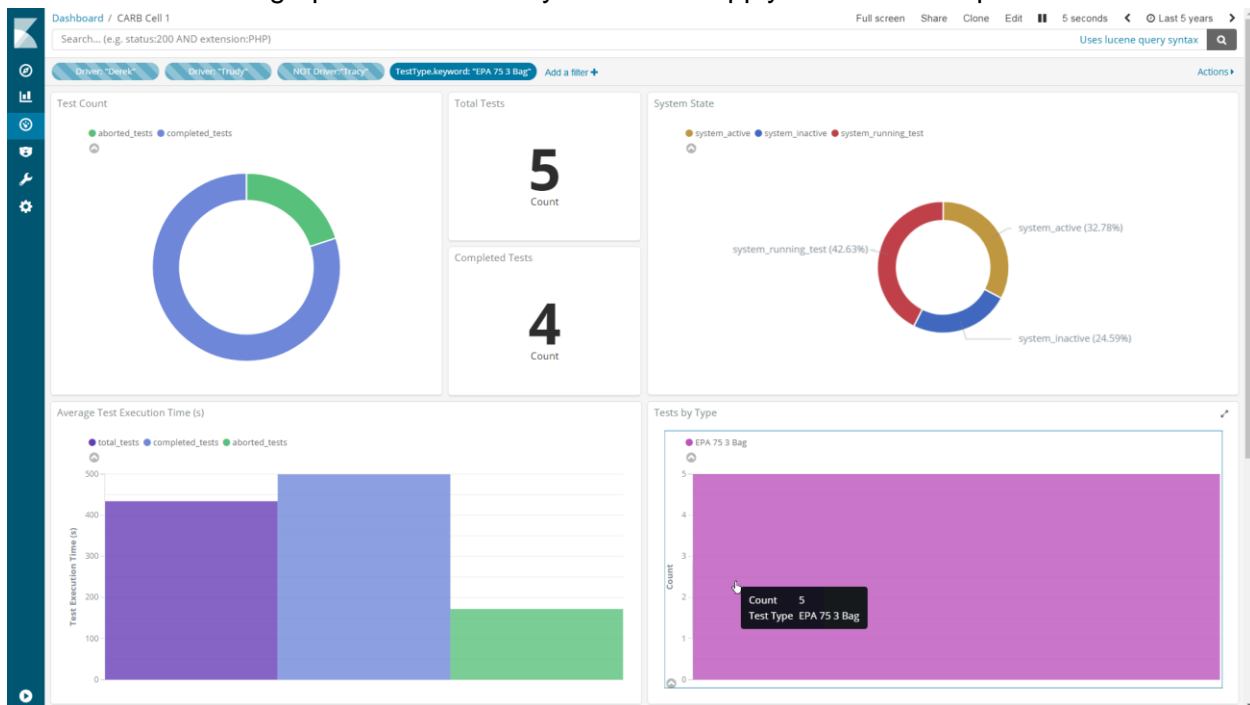 Dashboard / CARB Cell 1
Full screen Share Clone Edit 5 seconds Last 5 years
Search... (e.g. status:200 AND extension:PHP)
Uses lucene query syntax
Driver: "Derek" Driver: "Trudy" NOT Driver:"Tracy" TestType.keyword: "EPA 75 3 Bag" Add a filter +
Actions
Test Count
aborted_tests completed_tests
Total Tests
5
Count
Completed Tests
4
Count
System State
system_active system_inactive system_running_test
system_active (32.78%)
system_running_test (42.63%)
system_inactive (24.59%)
Average Test Execution Time (s)
total_tests completed_tests aborted_tests
500
400
300
200
100
0
Test Execution Time (s)
Tests by Type
EPA 75 3 Bag
5
4
3
2
1
0
Count
Count 5
Test Type EPA 75 3 Bag